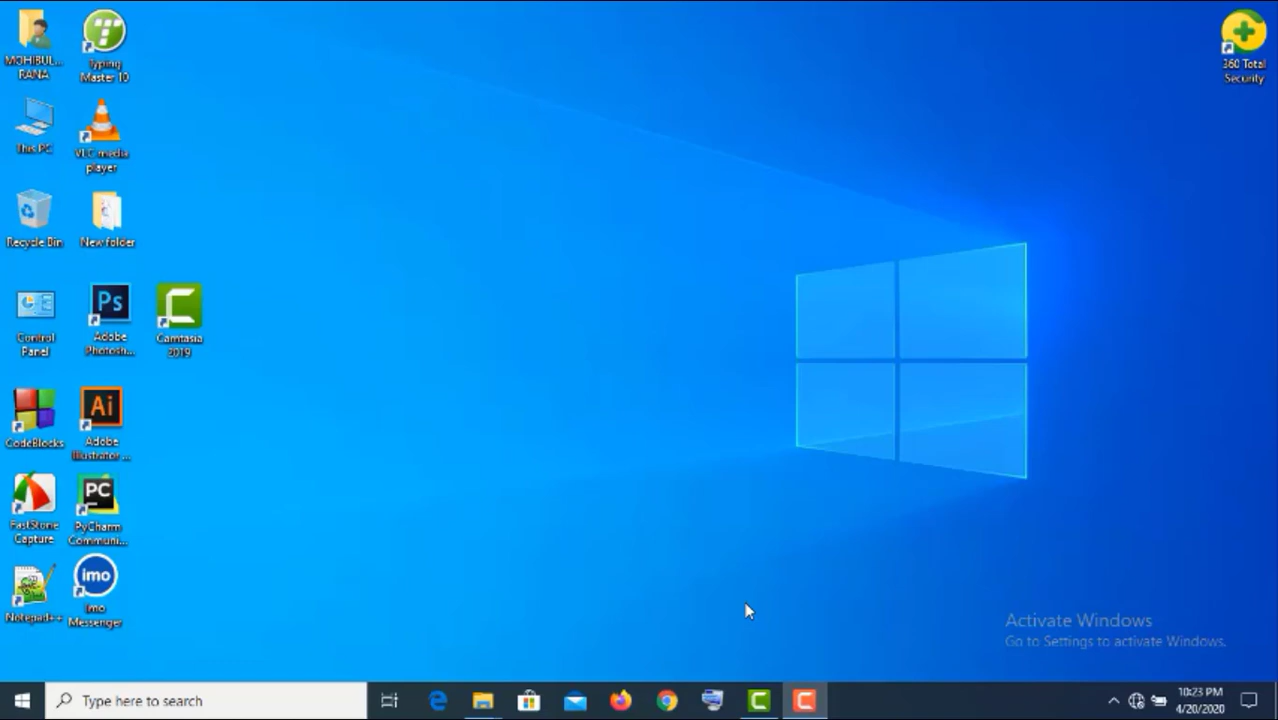 MOHIBUL...
RANA
Typing
Master 10
360 Total
Security
This PC
VLC media
player
Recycle Bin
New folder
Control
Panel
Ps
Adobe
Photosh...
Camtasia
2019
CodeBlocks
Ai
Adobe
Illustrator ...
FastStone
Capture
PC
PyCharm
Communi...
Notepad++
imo
imo
Messenger
Activate Windows
Go to Settings to activate Windows.
Type here to search
10:23 PM
4/20/2020